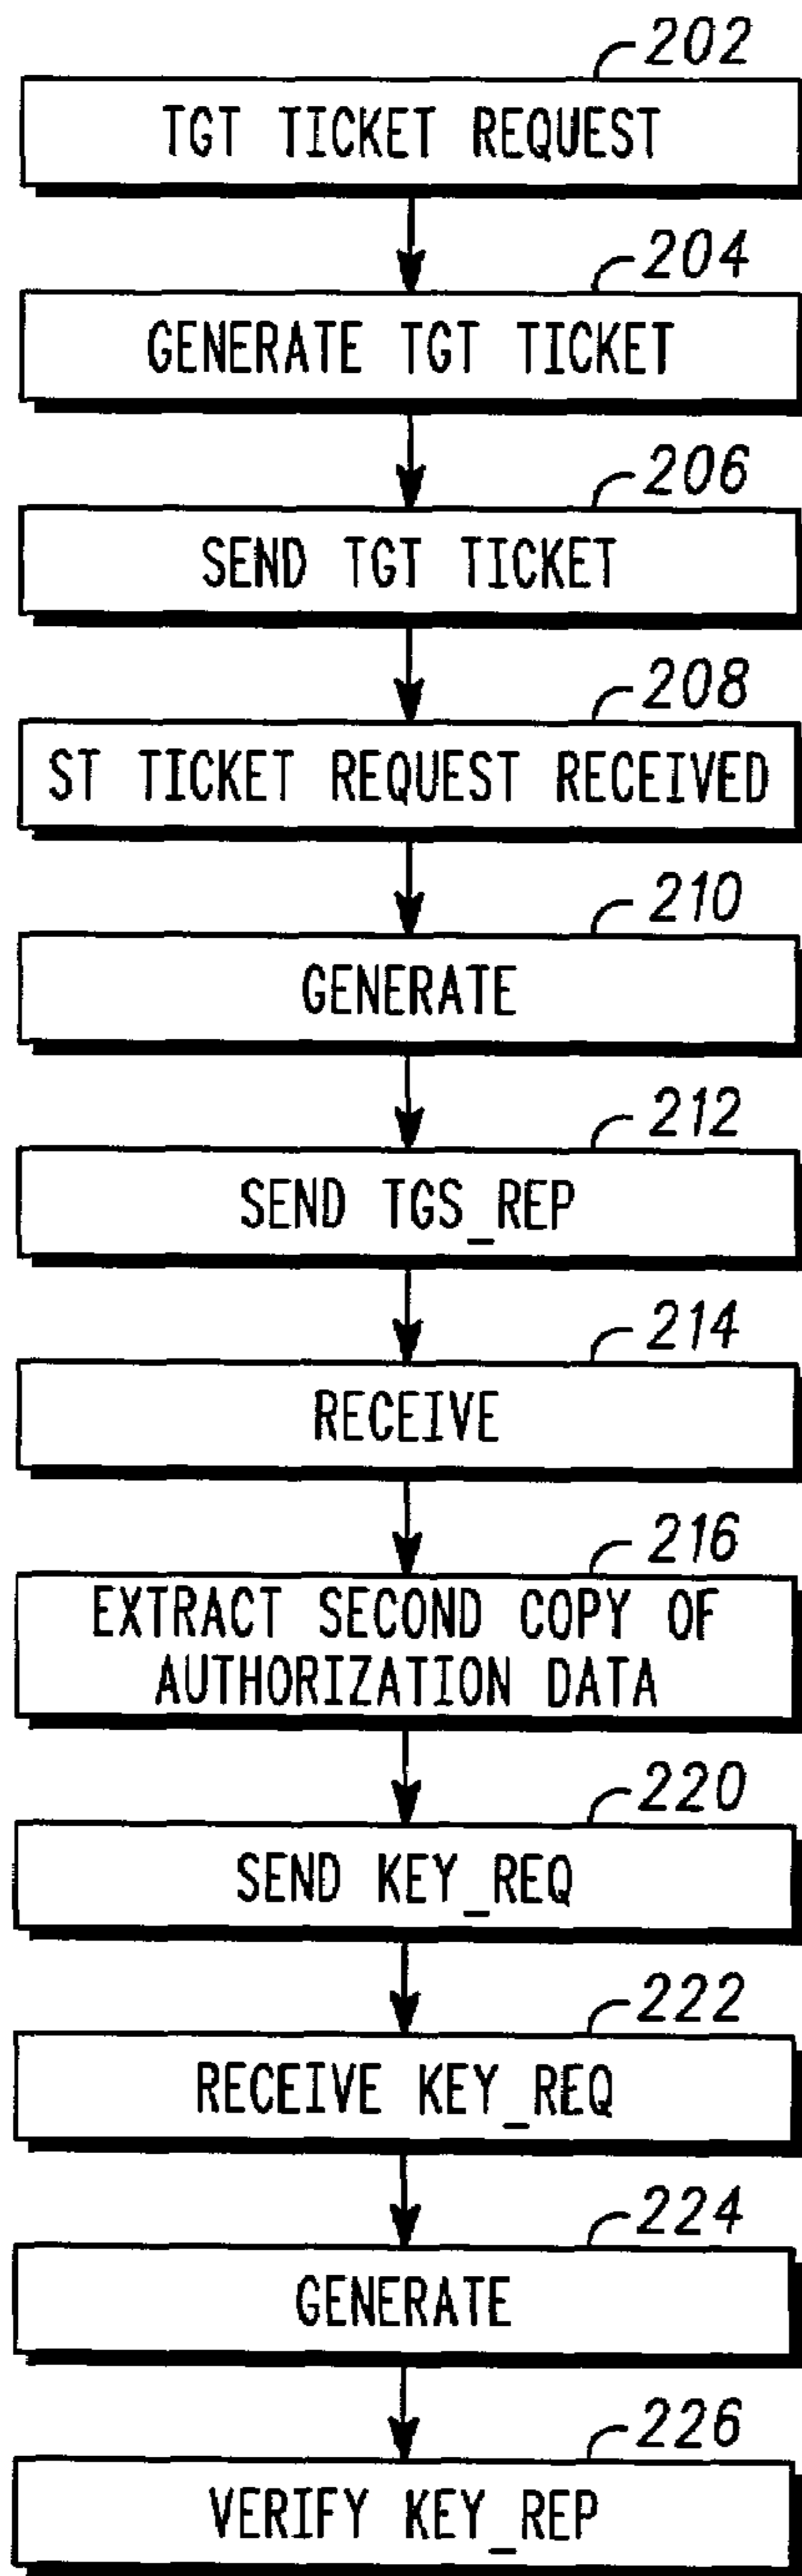 202
TGT TICKET REQUEST
204
GENERATE TGT TICKET
206
SEND TGT TICKET
208
ST TICKET REQUEST RECEIVED
210
GENERATE
212
SEND TGS_REP
214
RECEIVE
216
EXTRACT SECOND COPY OF
AUTHORIZATION DATA
220
SEND KEY_REQ
222
RECEIVE KEY_REQ
224
GENERATE
226
VERIFY KEY_REP